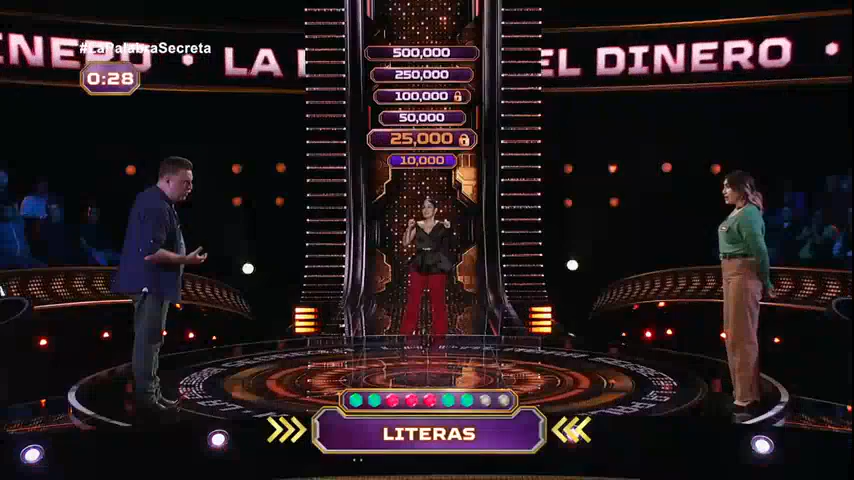 #LaPalabraSecreta
ENERO • LA
EL DINERO •
0:28
500,000
250,000
100,000
50,000
25,000
10,000
LITERAS